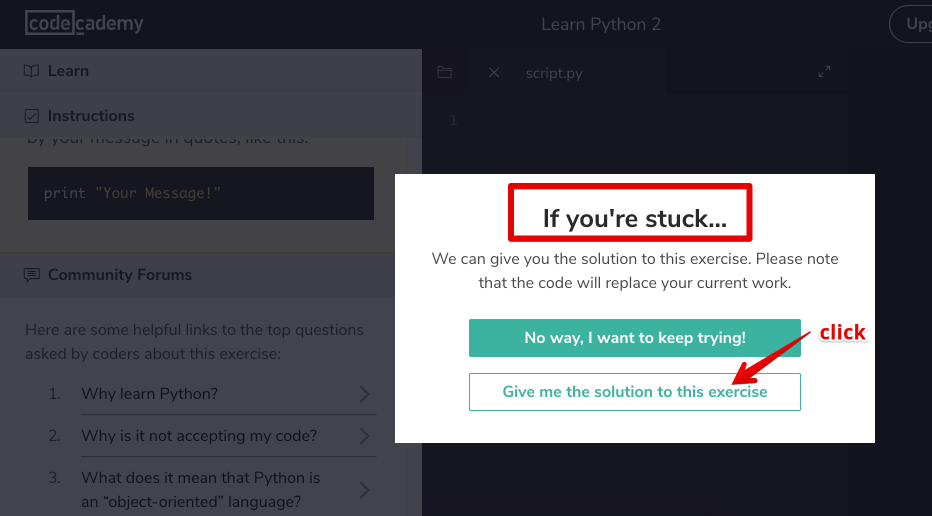 codecademy
Learn Python 2
Upg
Learn
script.py
Instructions
1
by your message in quotes, like this:
print "Your Message!"
If you're stuck...
We can give you the solution to this exercise. Please note
that the code will replace your current work.
No way, I want to keep trying!
click
Give me the solution to this exercise
Community Forums
Here are some helpful links to the top questions
asked by coders about this exercise:
1. Why learn Python?
2. Why is it not accepting my code?
3. What does it mean that Python is
an “object-oriented” language?